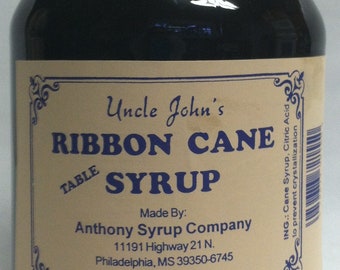 Uncle John's
RIBBON CANE
TABLE
SYRUP
Made By:
Anthony Syrup Company
11191 Highway 21 N.
Philadelphia, MS 39350-6745
ING.: Cane Syrup, Citric Acid
to prevent crystallization